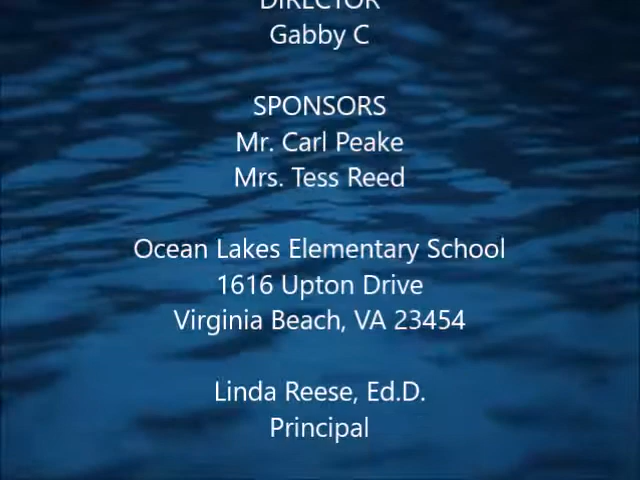 DIRECTOR
Gabby C
SPONSORS
Mr. Carl Peake
Mrs. Tess Reed
Ocean Lakes Elementary School
1616 Upton Drive
Virginia Beach, VA 23454
Linda Reese, Ed.D.
Principal